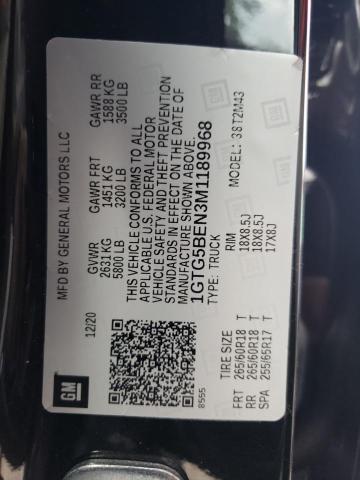 MFD BY GENERAL MOTORS LLC
12/20
GVWR GAWR FRT GAWR RR
2631 KG 1451 KG 1588 KG
5800 LB 3200 LB 3500 LB
THIS VEHICLE CONFORMS TO ALL
APPLICABLE U.S. FEDERAL MOTOR
VEHICLE SAFETY AND THEFT PREVENTION
STANDARDS IN EFFECT ON THE DATE OF
MANUFACTURE SHOWN ABOVE.
1GTG5BEN3M1189968
TYPE: TRUCK MODEL: 38T2M43
GM
8555
TIRE SIZE RIM
FRT 265/60R18 T 18X8.5J
RR 265/60R18 T 18X8.5J
SPA 255/65R17 T 17X8J